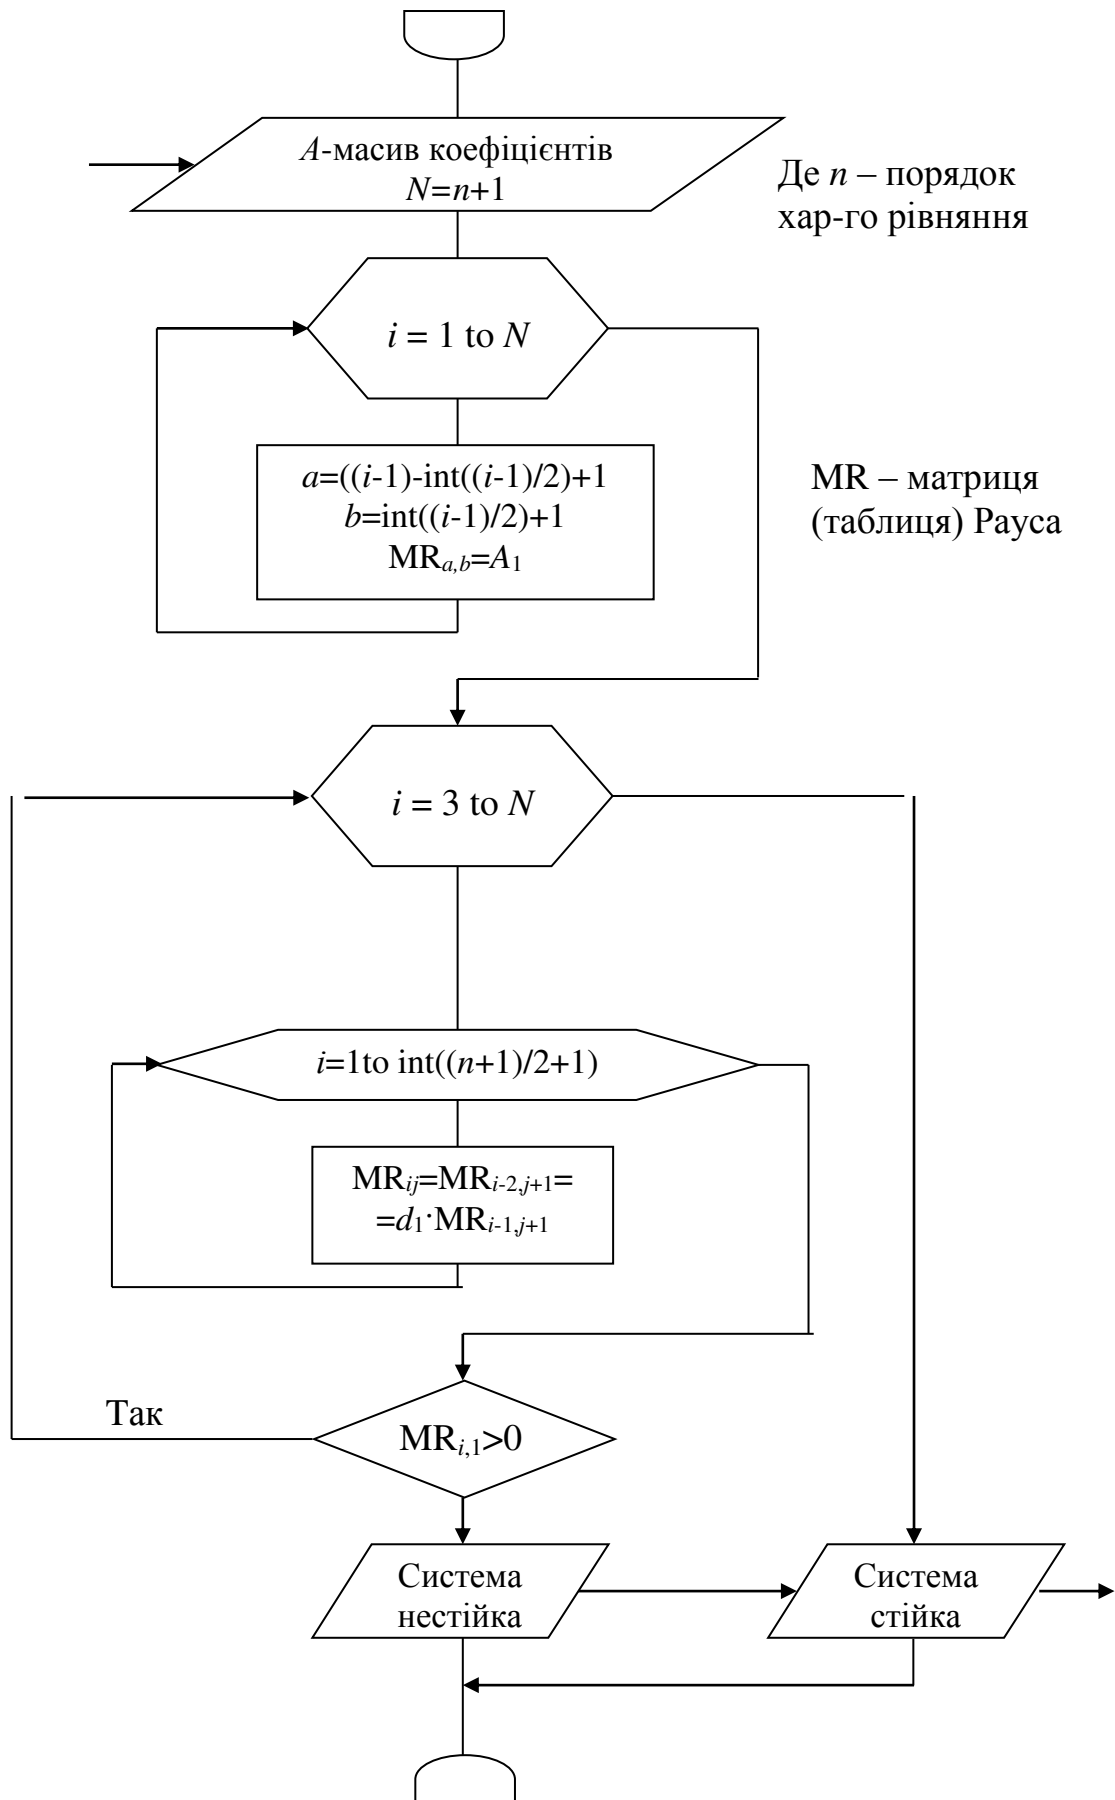 A-масив коефіцієнтів
N=n+1
Де n – порядок
хар-го рівняння
i = 1 to N
a=((i-1)-int((i-1)/2)+1
b=int((i-1)/2)+1
MRa,b=A1
MR – матриця
(таблиця) Рауса
i = 3 to N
i=1to int((n+1)/2+1)
MRij=MRi-2,j+1=
=d1·MRi-1,j+1
Так
MRi,1>0
Система
нестійка
Система
стійка